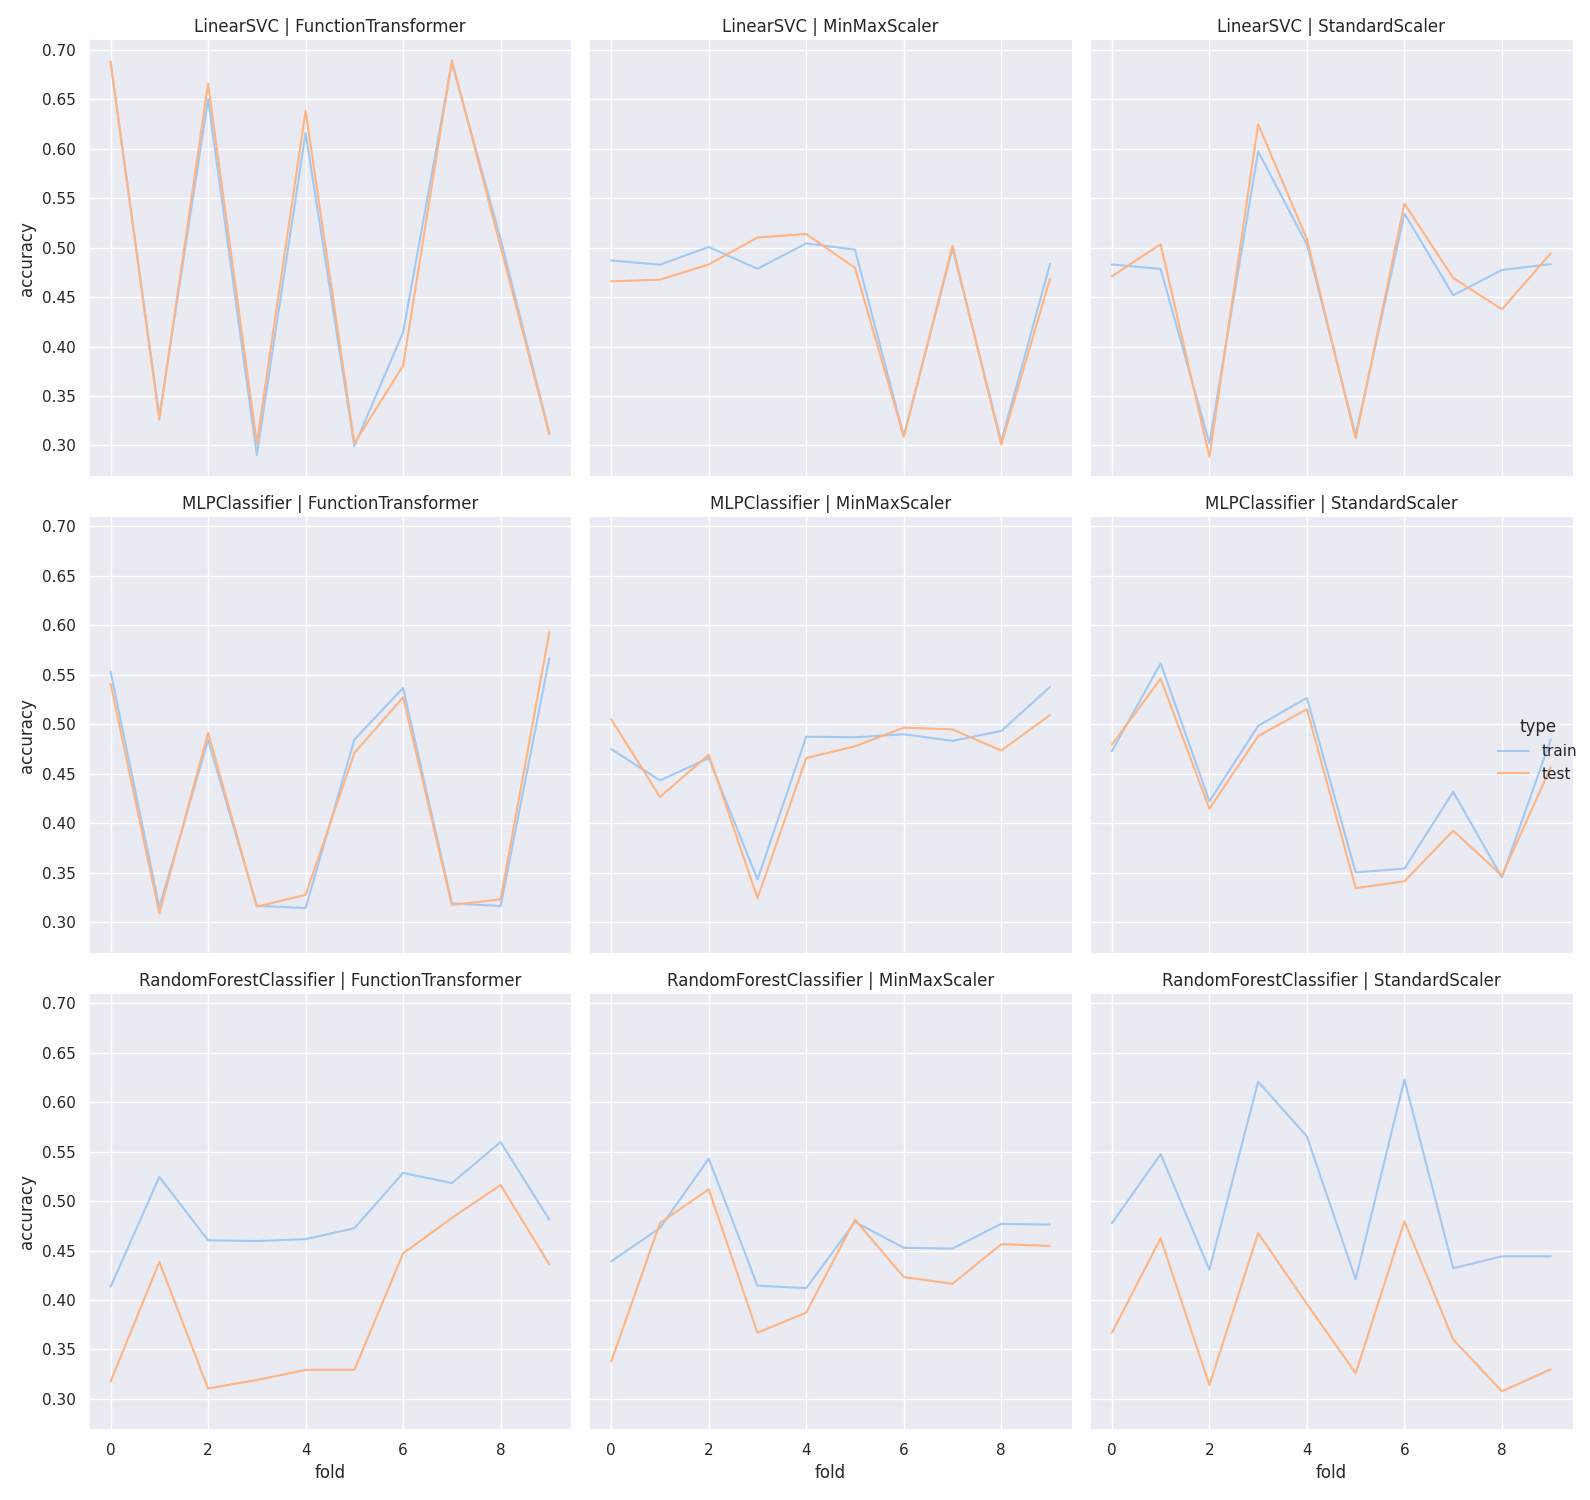 LinearSVC | FunctionTransformer
LinearSVC | MinMaxScaler
LinearSVC | StandardScaler
0.70
0.65
0.60
0.55
0.50
0.45
0.40
0.35
0.30
accuracy
MLPClassifier | FunctionTransformer
MLPClassifier | MinMaxScaler
MLPClassifier | StandardScaler
0.70
0.65
0.60
0.55
0.50
0.45
0.40
0.35
0.30
accuracy
type
train
test
RandomForestClassifier | FunctionTransformer
RandomForestClassifier | MinMaxScaler
RandomForestClassifier | StandardScaler
0.70
0.65
0.60
0.55
0.50
0.45
0.40
0.35
0.30
accuracy
0 2 4 6 8
0 2 4 6 8
0 2 4 6 8
fold
fold
fold